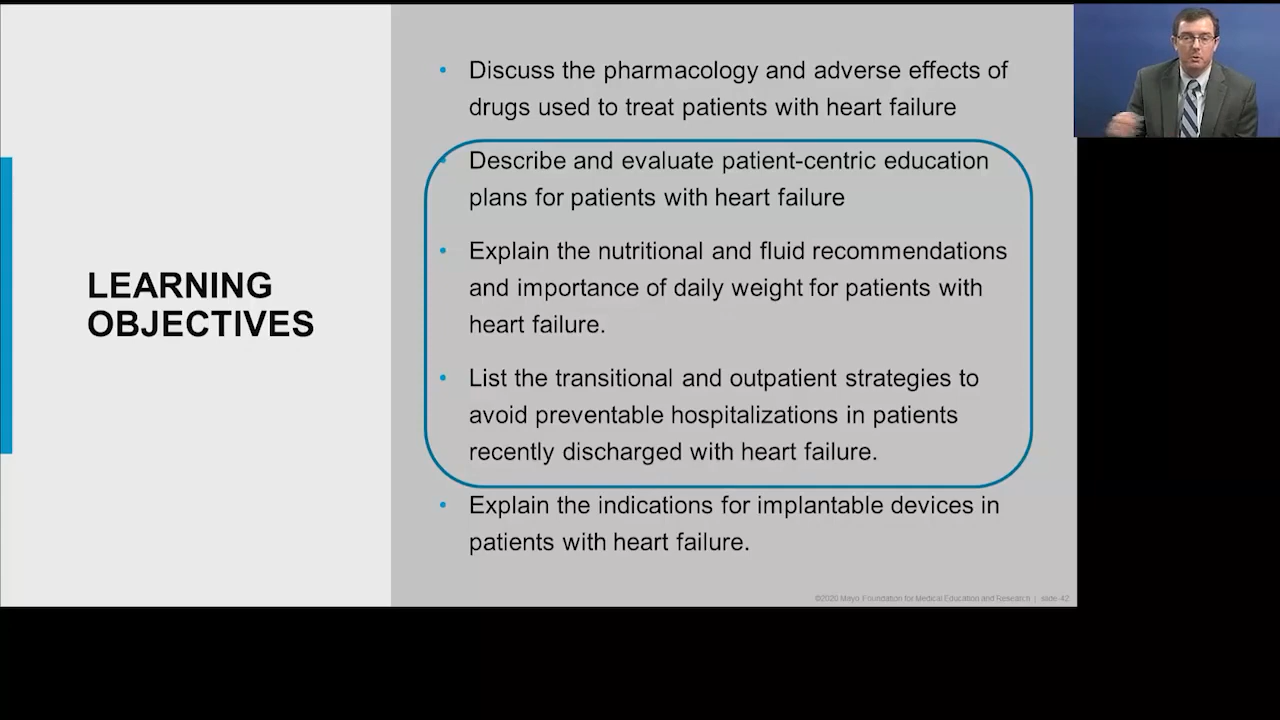 LEARNING
OBJECTIVES
• Discuss the pharmacology and adverse effects of
drugs used to treat patients with heart failure
• Describe and evaluate patient-centric education
plans for patients with heart failure
• Explain the nutritional and fluid recommendations
and importance of daily weight for patients with
heart failure.
• List the transitional and outpatient strategies to
avoid preventable hospitalizations in patients
recently discharged with heart failure.
• Explain the indications for implantable devices in
patients with heart failure.
©2020 Mayo Foundation for Medical Education and Research | slide-42